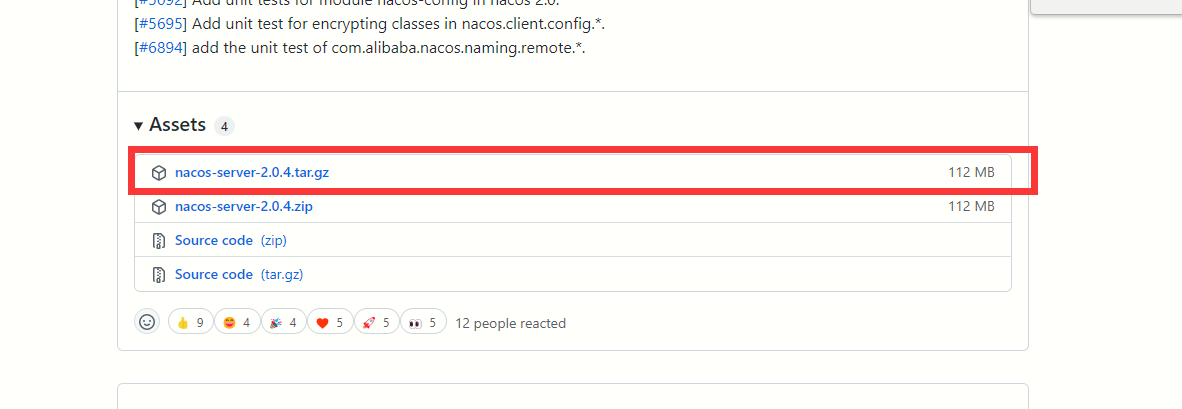 [#5692] Add unit tests for module nacos-config in nacos 2.0.
[#5695] Add unit test for encrypting classes in nacos.client.config.*.
[#6894] add the unit test of com.alibaba.nacos.naming.remote.*.
Assets 4
nacos-server-2.0.4.tar.gz 112 MB
nacos-server-2.0.4.zip 112 MB
Source code (zip)
Source code (tar.gz)
9 4 4 5 5 5 12 people reacted